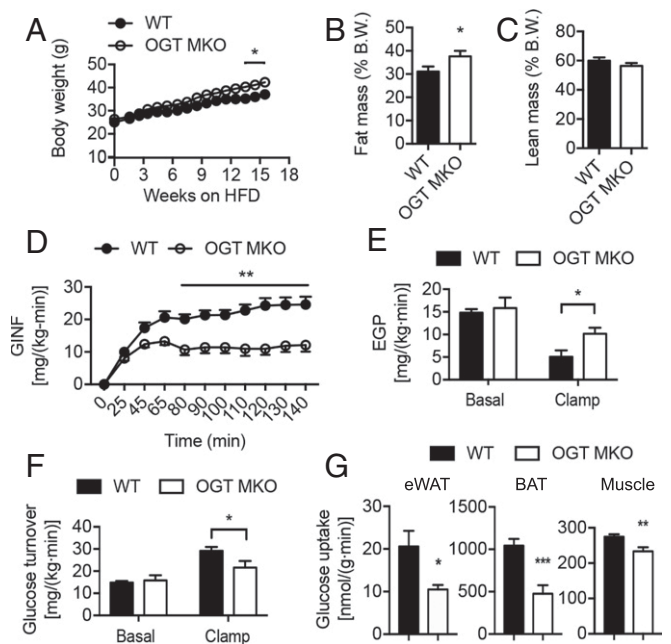 A
WT
OGT MKO
Body weight (g)
50
40
30
20
10
*
0 3 6 9 12 15 18
Weeks on HFD
B
Fat mass (% B.W.)
50
40
30
20
10
0
*
WT
OGT MKO
C
Lean mass (% B.W.)
80
60
40
20
0
WT
OGT MKO
D
WT OGT MKO
GINF
[mg/(kg-min)]
30
20
10
0
**
0 25 45 65 80 90 100 110 120 130 140
Time (min)
E
WT OGT MKO
EGP
[mg/(kg·min)]
20
15
10
5
0
*
Basal Clamp
F
WT OGT MKO
Glucose turnover
[mg/(kg·min)]
40
30
20
10
0
*
Basal Clamp
G
WT OGT MKO
eWAT BAT Muscle
Glucose uptake
[nmol/(g·min)]
30
20
10
0
*
1500
1000
500
0
***
300
200
100
0
**